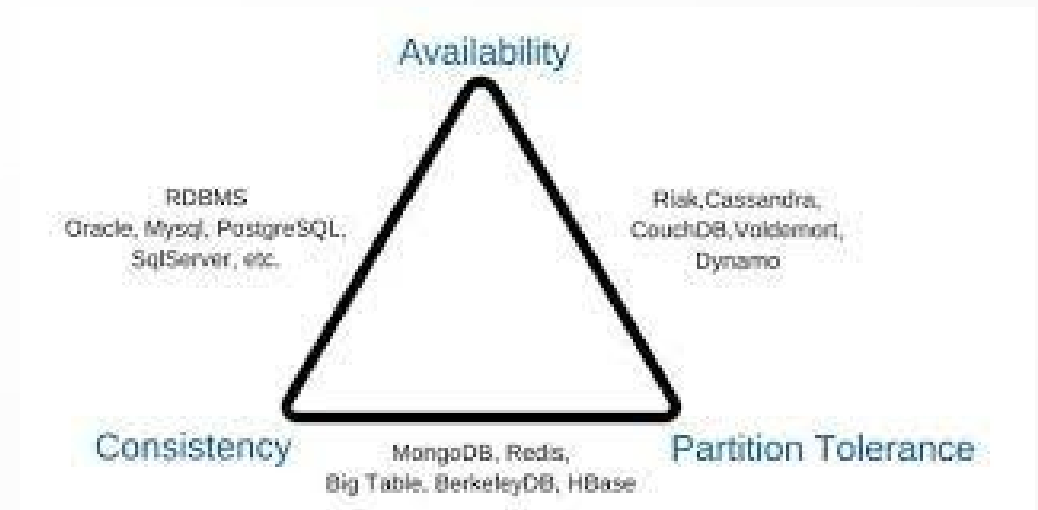 Availability
RDBMS
Oracle, Mysql, PostgreSQL,
SqlServer, etc.
Riak,Cassandra,
CouchDB,Voldemort,
Dynamo
Consistency
Partition Tolerance
MongoDB, Redis,
Big Table, BerkeleyDB, HBase